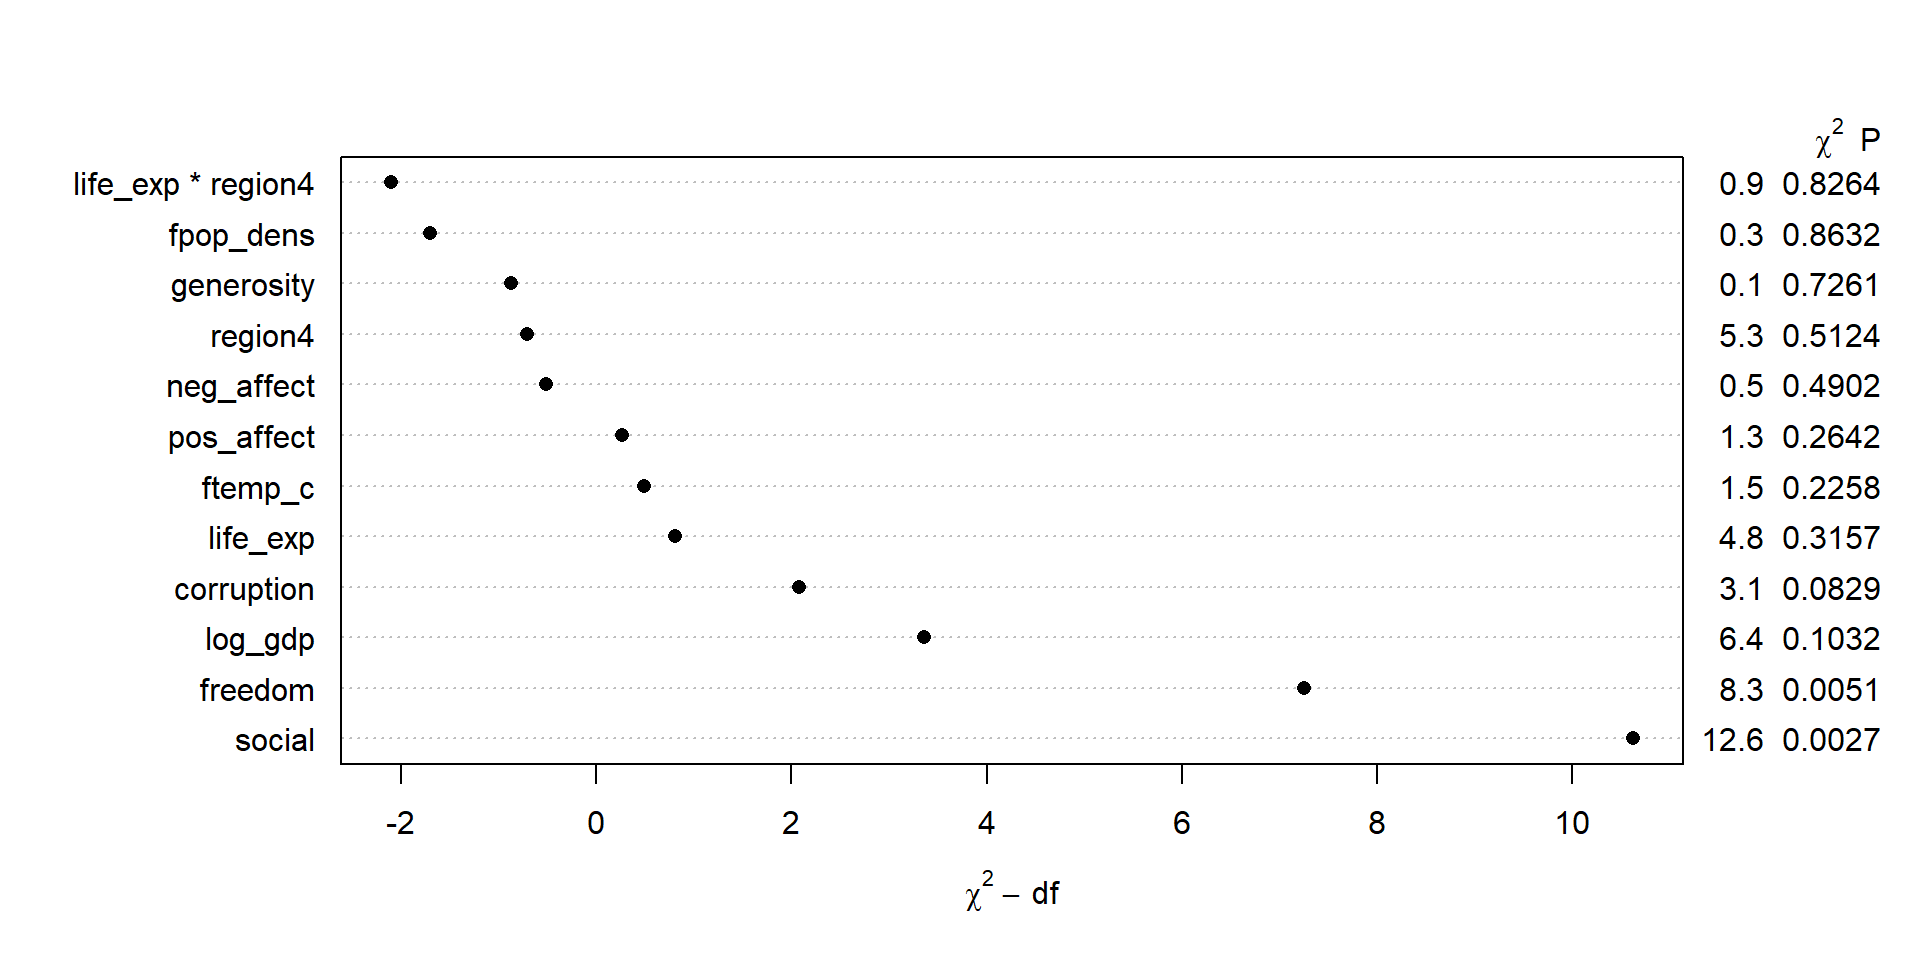 χ² P
life_exp * region4 0.9 0.8264
fpop_dens 0.3 0.8632
generosity 0.1 0.7261
region4 5.3 0.5124
neg_affect 0.5 0.4902
pos_affect 1.3 0.2642
ftemp_c 1.5 0.2258
life_exp 4.8 0.3157
corruption 3.1 0.0829
log_gdp 6.4 0.1032
freedom 8.3 0.0051
social 12.6 0.0027
-2 0 2 4 6 8 10
χ² − df